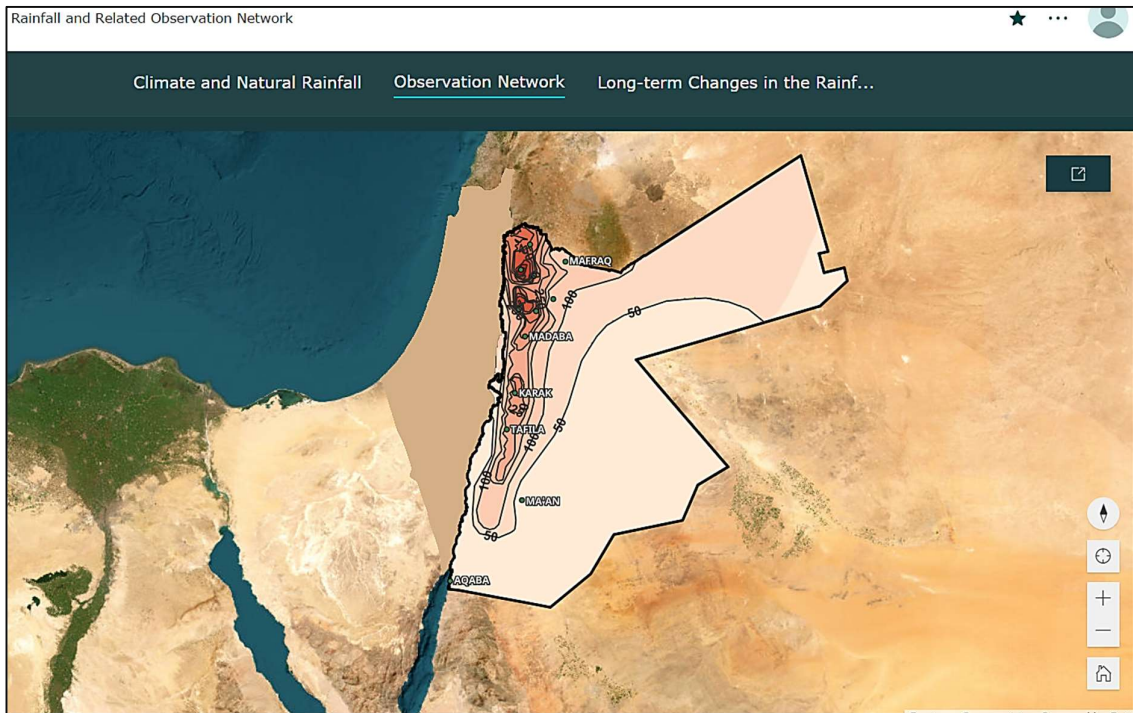 Rainfall and Related Observation Network
Climate and Natural Rainfall
Observation Network
Long-term Changes in the Rainf...
MAFRAQ
100
50
MADABA
KARAK
TAFILA
100
50
100
MA'AN
50
AQABA